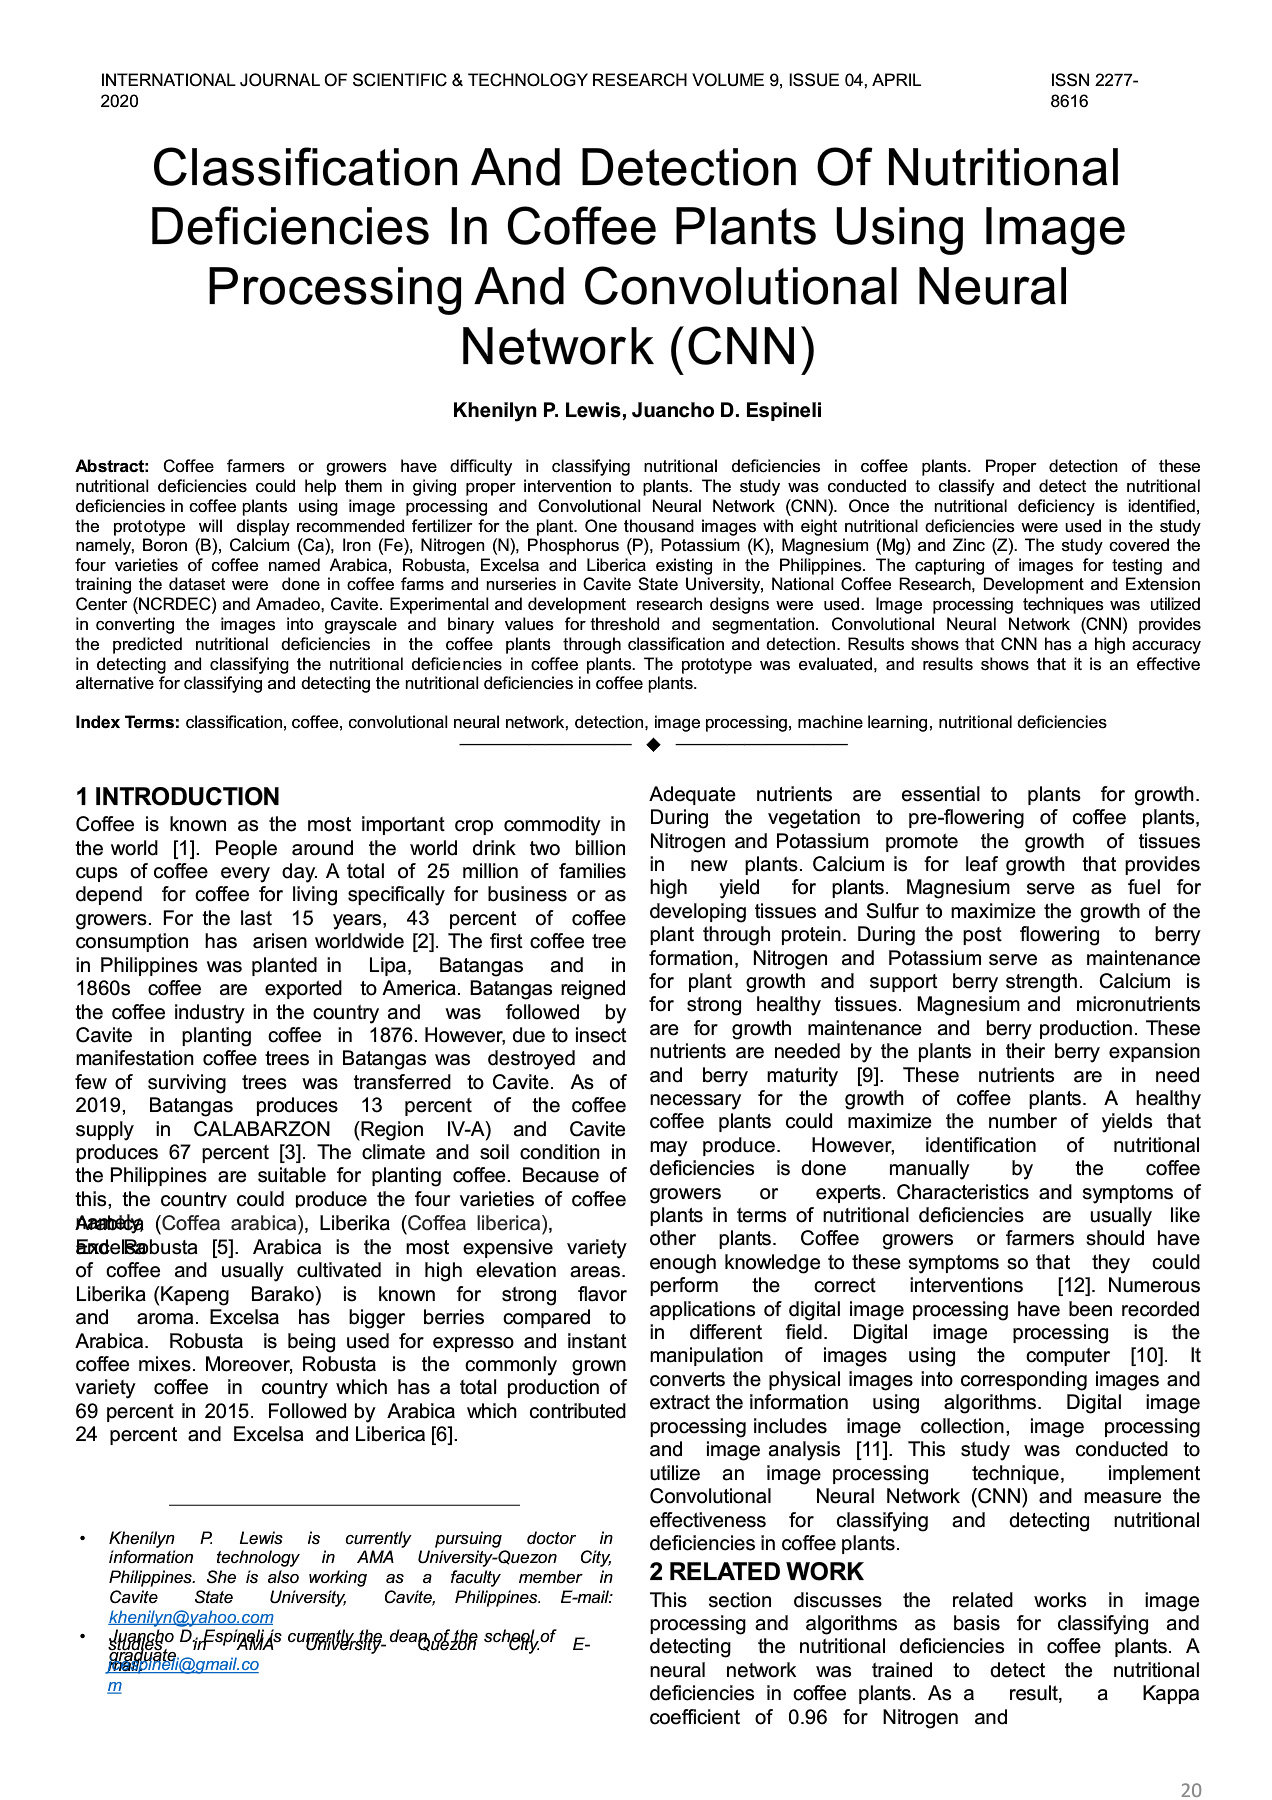 INTERNATIONAL JOURNAL OF SCIENTIFIC & TECHNOLOGY RESEARCH VOLUME 9, ISSUE 04, APRIL 2020
ISSN 2277-8616
Classification And Detection Of Nutritional
Deficiencies In Coffee Plants Using Image
Processing And Convolutional Neural
Network (CNN)
Khenilyn P. Lewis, Juancho D. Espineli
Abstract: Coffee farmers or growers have difficulty in classifying nutritional deficiencies in coffee plants. Proper detection of these
nutritional deficiencies could help them in giving proper intervention to plants. The study was conducted to classify and detect the nutritional
deficiencies in coffee plants using image processing and Convolutional Neural Network (CNN). Once the nutritional deficiency is identified,
the prototype will display recommended fertilizer for the plant. One thousand images with eight nutritional deficiencies were used in the study
namely, Boron (B), Calcium (Ca), Iron (Fe), Nitrogen (N), Phosphorus (P), Potassium (K), Magnesium (Mg) and Zinc (Z). The study covered the
four varieties of coffee named Arabica, Robusta, Excelsa and Liberica existing in the Philippines. The capturing of images for testing and
training the dataset were done in coffee farms and nurseries in Cavite State University, National Coffee Research, Development and Extension
Center (NCRDEC) and Amadeo, Cavite. Experimental and development research designs were used. Image processing techniques was utilized
in converting the images into grayscale and binary values for threshold and segmentation. Convolutional Neural Network (CNN) provides
the predicted nutritional deficiencies in the coffee plants through classification and detection. Results shows that CNN has a high accuracy
in detecting and classifying the nutritional deficiencies in coffee plants. The prototype was evaluated, and results shows that it is an effective
alternative for classifying and detecting the nutritional deficiencies in coffee plants.
Index Terms: classification, coffee, convolutional neural network, detection, image processing, machine learning, nutritional deficiencies
1 INTRODUCTION
Coffee is known as the most important crop commodity in
the world [1]. People around the world drink two billion
cups of coffee every day. A total of 25 million of families
depend for coffee for living specifically for business or as
growers. For the last 15 years, 43 percent of coffee
consumption has arisen worldwide [2]. The first coffee tree
in Philippines was planted in Lipa, Batangas and in
1860s coffee are exported to America. Batangas reigned
the coffee industry in the country and was followed by
Cavite in planting coffee in 1876. However, due to insect
manifestation coffee trees in Batangas was destroyed and
few of surviving trees was transferred to Cavite. As of
2019, Batangas produces 13 percent of the coffee
supply in CALABARZON (Region IV-A) and Cavite
produces 67 percent [3]. The climate and soil condition in
the Philippines are suitable for planting coffee. Because of
this, the country could produce the four varieties of coffee
namely,
Arabica (Coffea arabica), Liberika (Coffea liberica),
Excelsa
and Robusta [5]. Arabica is the most expensive variety
of coffee and usually cultivated in high elevation areas.
Liberika (Kapeng Barako) is known for strong flavor
and aroma. Excelsa has bigger berries compared to
Arabica. Robusta is being used for expresso and instant
coffee mixes. Moreover, Robusta is the commonly grown
variety coffee in country which has a total production of
69 percent in 2015. Followed by Arabica which contributed
24 percent and Excelsa and Liberica [6].
• Khenilyn P. Lewis is currently pursuing doctor in
information technology in AMA University-Quezon City,
Philippines. She is also working as a faculty member in
Cavite State University, Cavite, Philippines. E-mail:
khenilyn@yahoo.com
• Juancho D. Espineli is currently the dean of the school of
graduate
studies in AMA University- Quezon City. E-
mail:
m
Adequate nutrients are essential to plants for growth.
During the vegetation to pre-flowering of coffee plants,
Nitrogen and Potassium promote the growth of tissues
in new plants. Calcium is for leaf growth that provides
high yield for plants. Magnesium serve as fuel for
developing tissues and Sulfur to maximize the growth of the
plant through protein. During the post flowering to berry
formation, Nitrogen and Potassium serve as maintenance
for plant growth and support berry strength. Calcium is
for strong healthy tissues. Magnesium and micronutrients
are for growth maintenance and berry production. These
nutrients are needed by the plants in their berry expansion
and berry maturity [9]. These nutrients are in need
necessary for the growth of coffee plants. A healthy
coffee plants could maximize the number of yields that
may produce. However, identification of nutritional
deficiencies is done manually by the coffee
growers or experts. Characteristics and symptoms of
plants in terms of nutritional deficiencies are usually like
other plants. Coffee growers or farmers should have
enough knowledge to these symptoms so that they could
perform the correct interventions [12]. Numerous
applications of digital image processing have been recorded
in different field. Digital image processing is the
manipulation of images using the computer [10]. It
converts the physical images into corresponding images and
extract the information using algorithms. Digital image
processing includes image collection, image processing
and image analysis [11]. This study was conducted to
utilize an image processing technique, implement
Convolutional Neural Network (CNN) and measure the
effectiveness for classifying and detecting nutritional
deficiencies in coffee plants.
2 RELATED WORK
This section discusses the related works in image
processing and algorithms as basis for classifying and
detecting the nutritional deficiencies in coffee plants. A
neural network was trained to detect the nutritional
deficiencies in coffee plants. As a result, a Kappa
coefficient of 0.96 for Nitrogen and
20